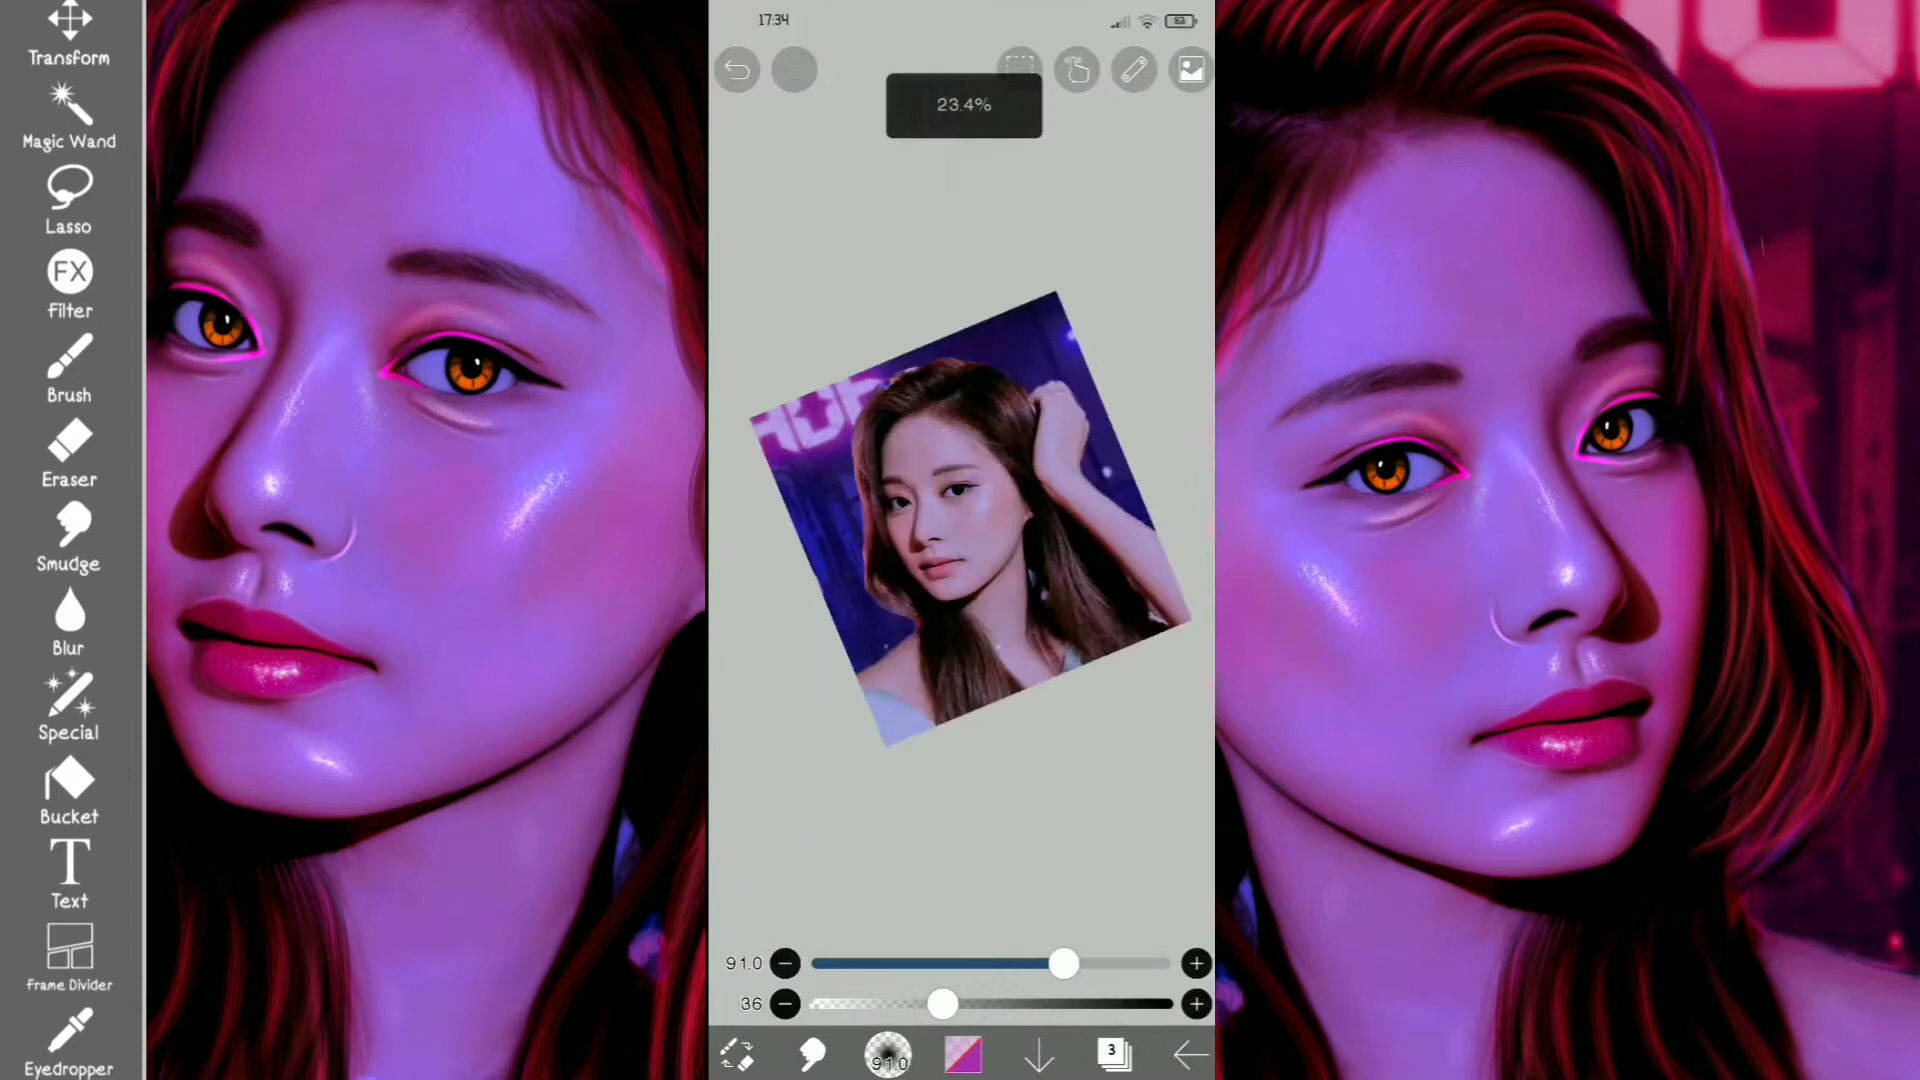 Transform
Magic Wand
Lasso
FX
Filter
Brush
Eraser
Smudge
Blur
Special
Bucket
T
Text
Frame Divider
Eyedropper
17:34
23.4%
91.0
36
91.0
3